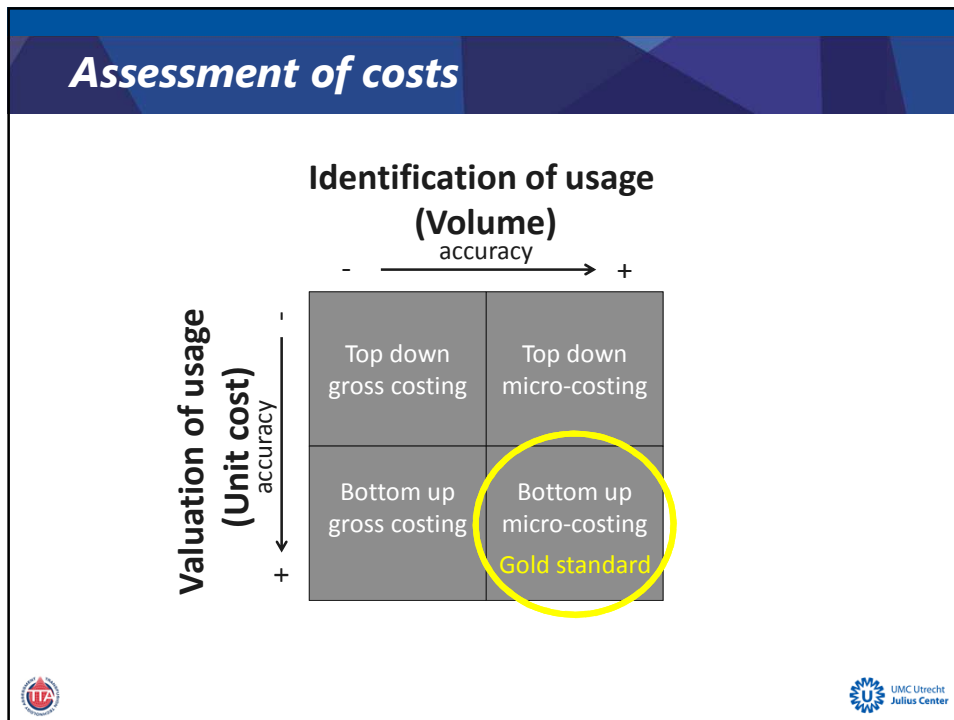 Assessment of costs
Identification of usage
(Volume)
accuracy
- +
Valuation of usage
(Unit cost)
accuracy
-
+
Top down
gross costing
Top down
micro-costing
Bottom up
gross costing
Bottom up
micro-costing
Gold standard
TTA
UMC Utrecht
Julius Center